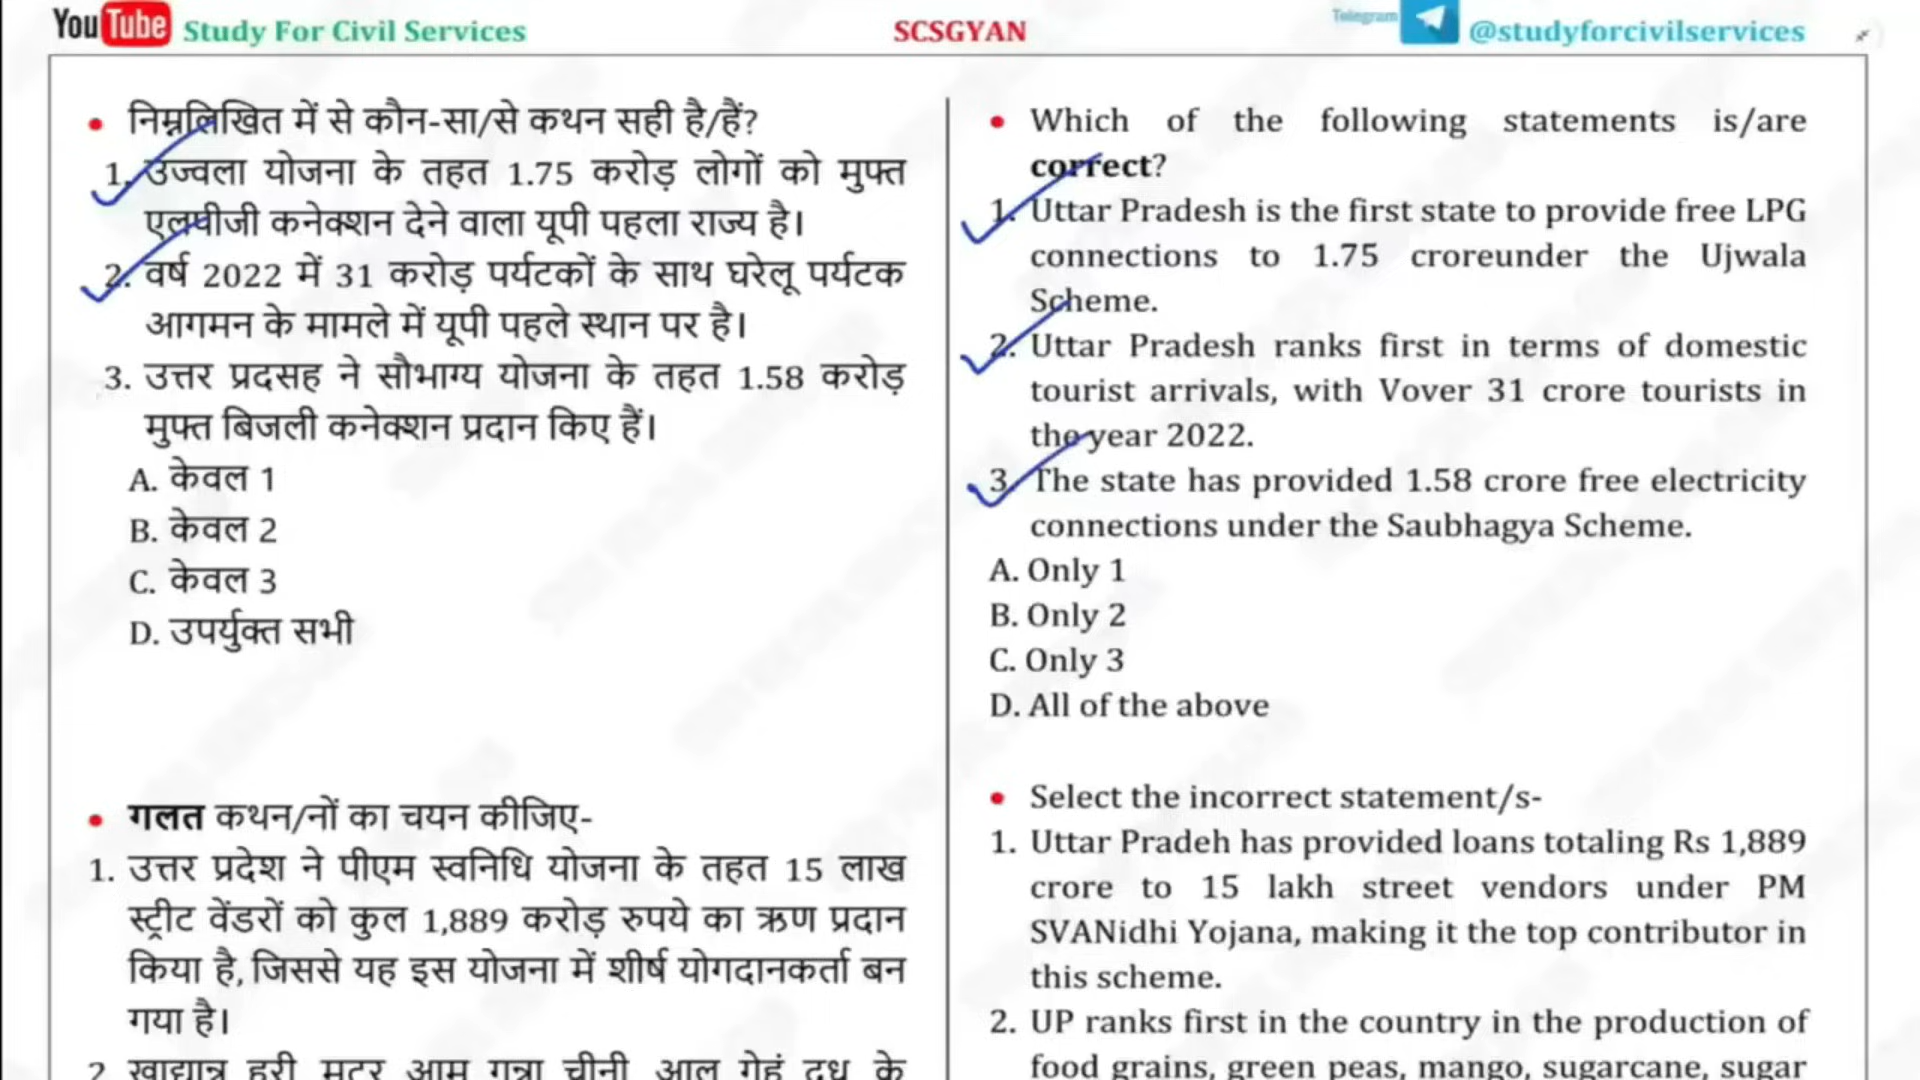 YouTube Study For Civil Services
SCSGYAN
Telegram @studyforcivilservices
• निम्नलिखित में से कौन-सा/से कथन सही है/हैं?
1. उज्वला योजना के तहत 1.75 करोड़ लोगों को मुफ्त
एलपीजी कनेक्शन देने वाला यूपी पहला राज्य है।
2. वर्ष 2022 में 31 करोड़ पर्यटकों के साथ घरेलू पर्यटक
आगमन के मामले में यूपी पहले स्थान पर है।
3. उत्तर प्रदसह ने सौभाग्य योजना के तहत 1.58 करोड़
मुफ्त बिजली कनेक्शन प्रदान किए हैं।
A. केवल 1
B. केवल 2
C. केवल 3
D. उपर्युक्त सभी
• गलत कथन/नों का चयन कीजिए-
1. उत्तर प्रदेश ने पीएम स्वनिधि योजना के तहत 15 लाख
स्ट्रीट वेंडरों को कुल 1,889 करोड़ रुपये का ऋण प्रदान
किया है, जिससे यह इस योजना में शीर्ष योगदानकर्ता बन
गया है।
2. खाद्यान्न हरी मटर आम गन्ना चीनी आलू गेहूं दूध के
• Which of the following statements is/are
correct?
1. Uttar Pradesh is the first state to provide free LPG
connections to 1.75 croreunder the Ujwala
Scheme.
2. Uttar Pradesh ranks first in terms of domestic
tourist arrivals, with Vover 31 crore tourists in
the year 2022.
3. The state has provided 1.58 crore free electricity
connections under the Saubhagya Scheme.
A. Only 1
B. Only 2
C. Only 3
D. All of the above
• Select the incorrect statement/s-
1. Uttar Pradeh has provided loans totaling Rs 1,889
crore to 15 lakh street vendors under PM
SVANidhi Yojana, making it the top contributor in
this scheme.
2. UP ranks first in the country in the production of
food grains, green peas, mango, sugarcane, sugar